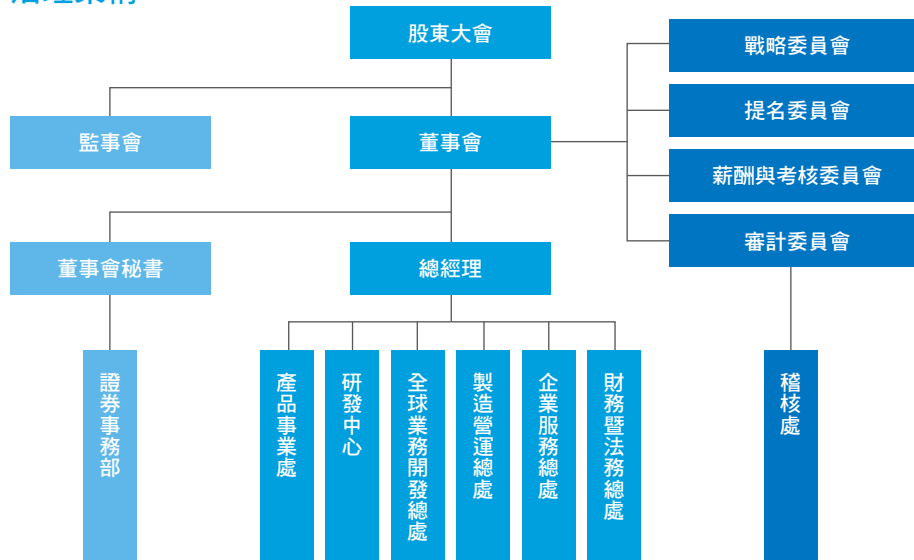 股東大會
戰略委員會
提名委員會
監事會
董事會
薪酬與考核委員會
審計委員會
董事會秘書
總經理
證券事務部
產品事業處
研發中心
全球業務開發總處
製造營運總處
企業服務總處
財務暨法務總處
稽核處